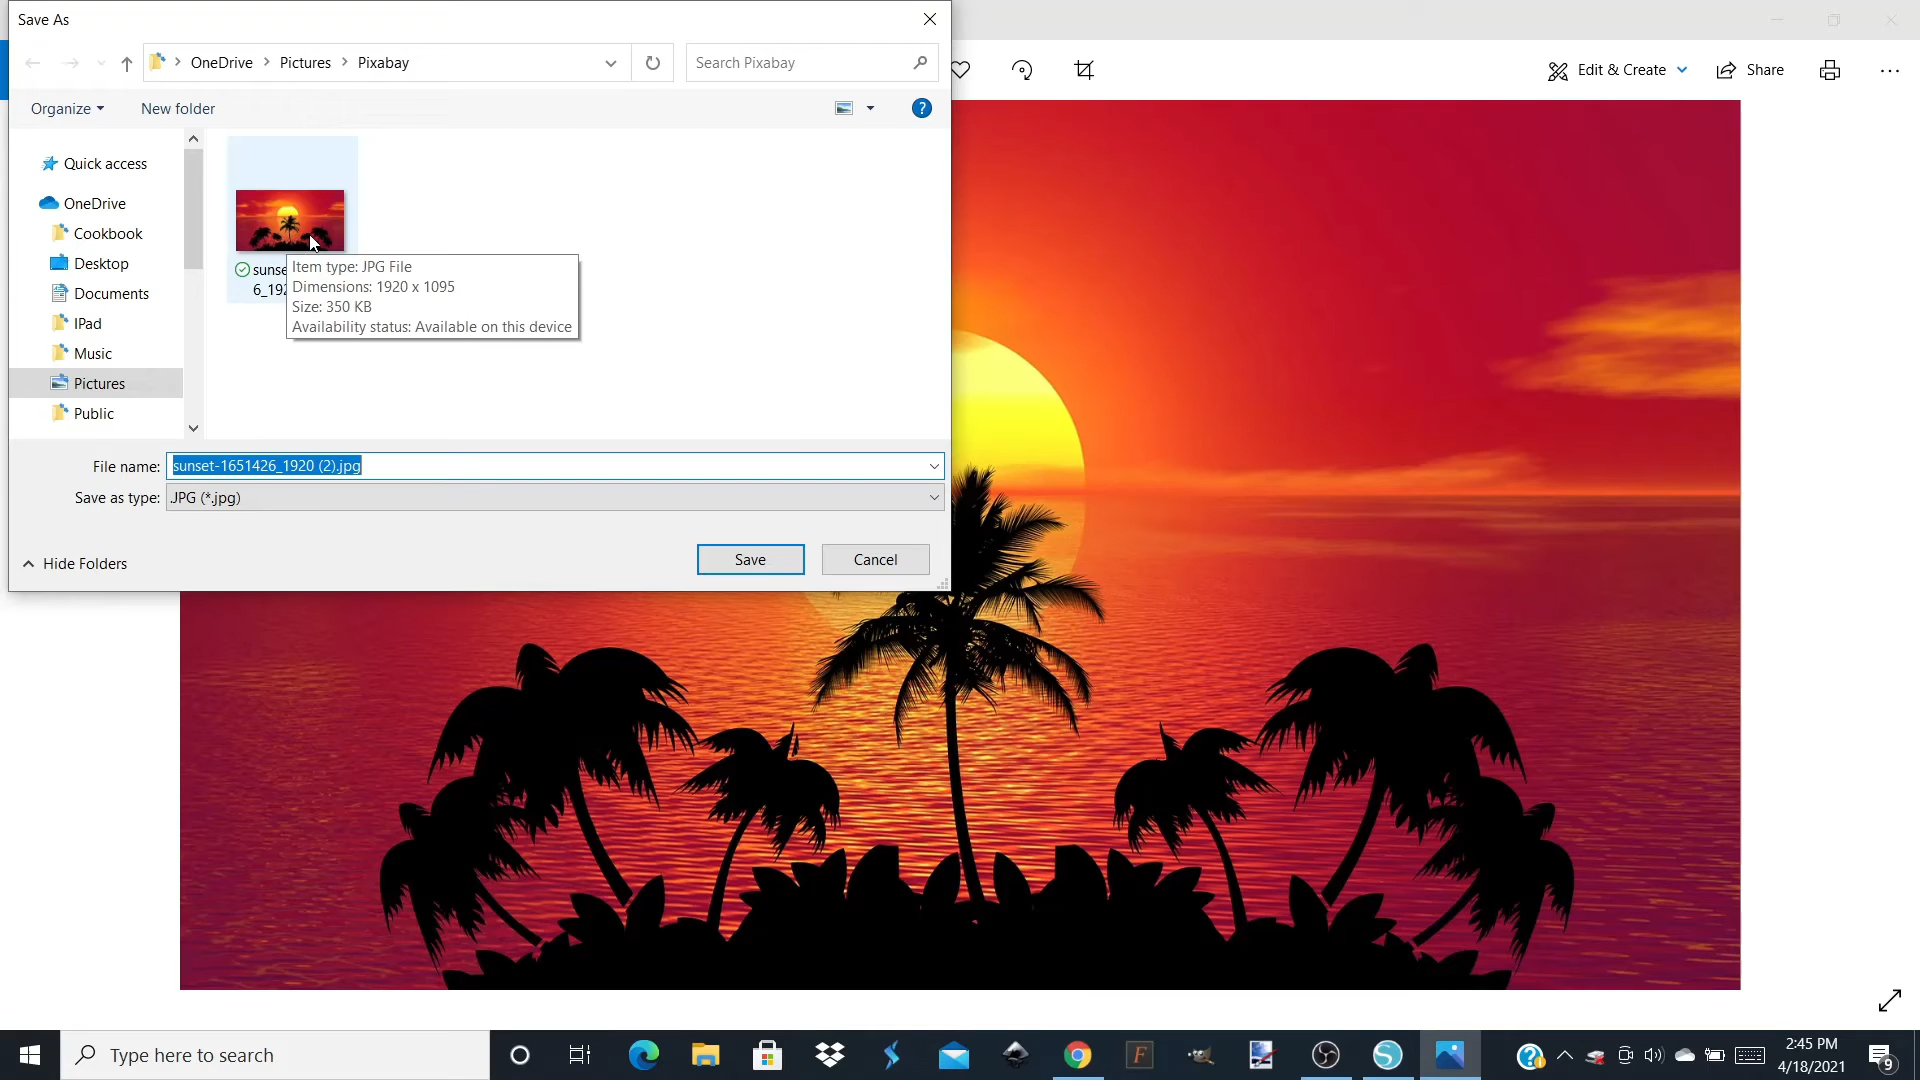 Save As
OneDrive > Pictures > Pixabay
Search Pixabay
Edit & Create
Share
Organize
New folder
Quick access
OneDrive
Cookbook
Desktop
Documents
IPad
Music
Pictures
Public
sunse
6_192
Item type: JPG File
Dimensions: 1920 x 1095
Size: 350 KB
Availability status: Available on this device
File name: sunset-1651426_1920 (2).jpg
Save as type: JPG (*.jpg)
Hide Folders
Save
Cancel
Type here to search
2:45 PM
4/18/2021
9